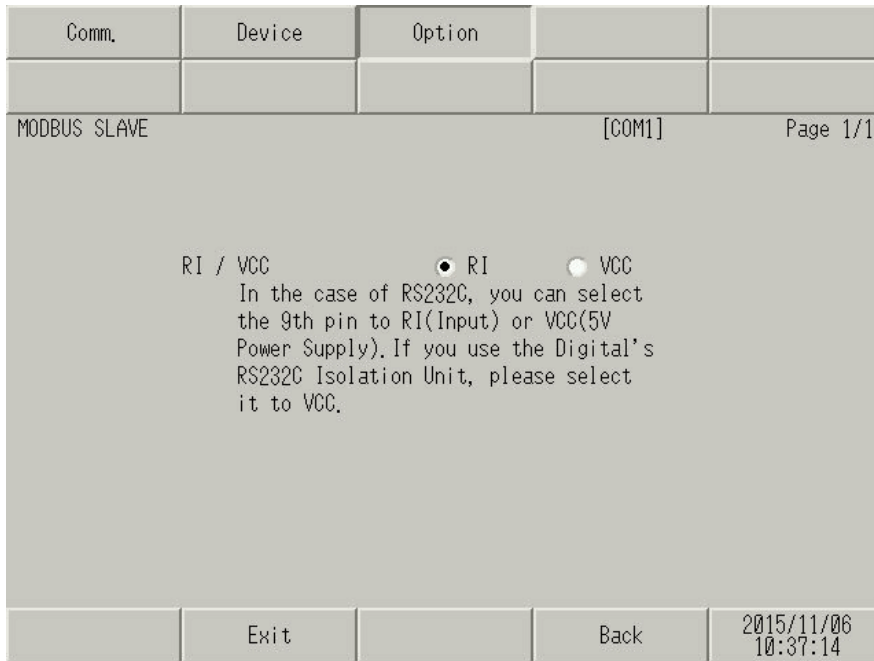 Comm. Device Option
MODBUS SLAVE [COM1] Page 1/1
RI / VCC RI VCC
In the case of RS232C, you can select
the 9th pin to RI(Input) or VCC(5V
Power Supply).If you use the Digital's
RS232C Isolation Unit, please select
it to VCC.
Exit Back 2015/11/06
10:37:14